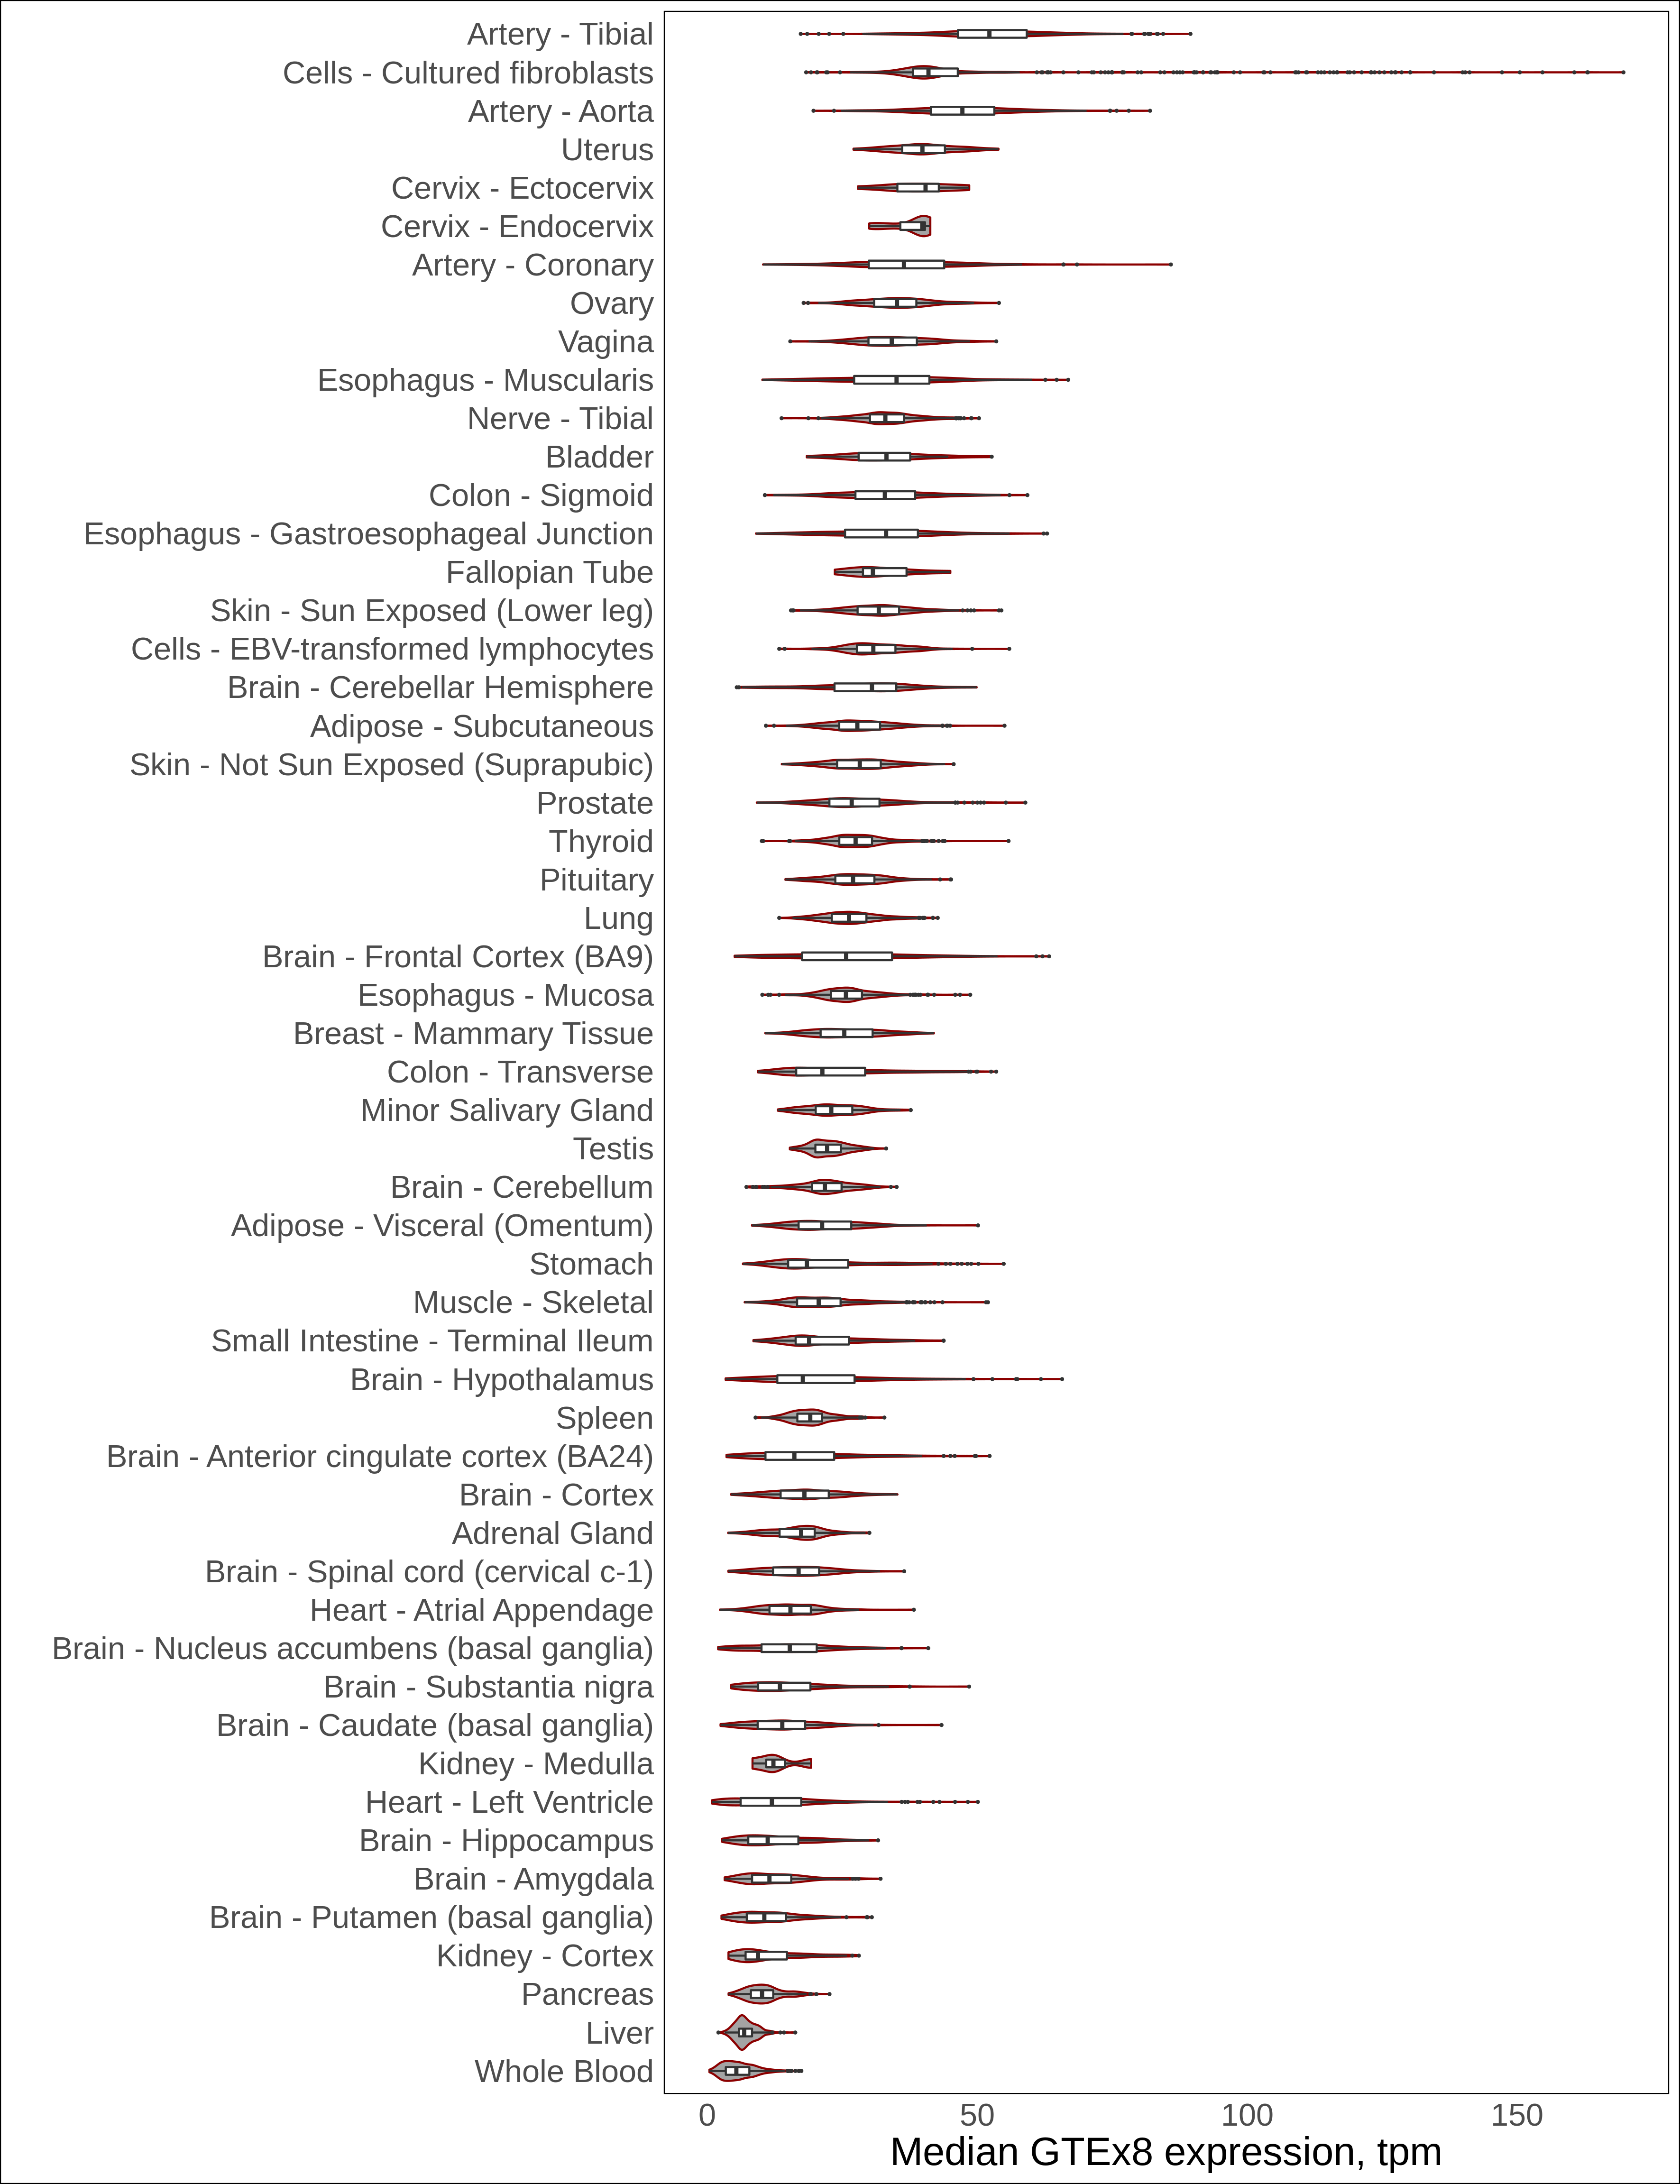 Artery - Tibial
Cells - Cultured fibroblasts
Artery - Aorta
Uterus
Cervix - Ectocervix
Cervix - Endocervix
Artery - Coronary
Ovary
Vagina
Esophagus - Muscularis
Nerve - Tibial
Bladder
Colon - Sigmoid
Esophagus - Gastroesophageal Junction
Fallopian Tube
Skin - Sun Exposed (Lower leg)
Cells - EBV-transformed lymphocytes
Brain - Cerebellar Hemisphere
Adipose - Subcutaneous
Skin - Not Sun Exposed (Suprapubic)
Prostate
Thyroid
Pituitary
Lung
Brain - Frontal Cortex (BA9)
Esophagus - Mucosa
Breast - Mammary Tissue
Colon - Transverse
Minor Salivary Gland
Testis
Brain - Cerebellum
Adipose - Visceral (Omentum)
Stomach
Muscle - Skeletal
Small Intestine - Terminal Ileum
Brain - Hypothalamus
Spleen
Brain - Anterior cingulate cortex (BA24)
Brain - Cortex
Adrenal Gland
Brain - Spinal cord (cervical c-1)
Heart - Atrial Appendage
Brain - Nucleus accumbens (basal ganglia)
Brain - Substantia nigra
Brain - Caudate (basal ganglia)
Kidney - Medulla
Heart - Left Ventricle
Brain - Hippocampus
Brain - Amygdala
Brain - Putamen (basal ganglia)
Kidney - Cortex
Pancreas
Liver
Whole Blood
0 50 100 150
Median GTEx8 expression, tpm